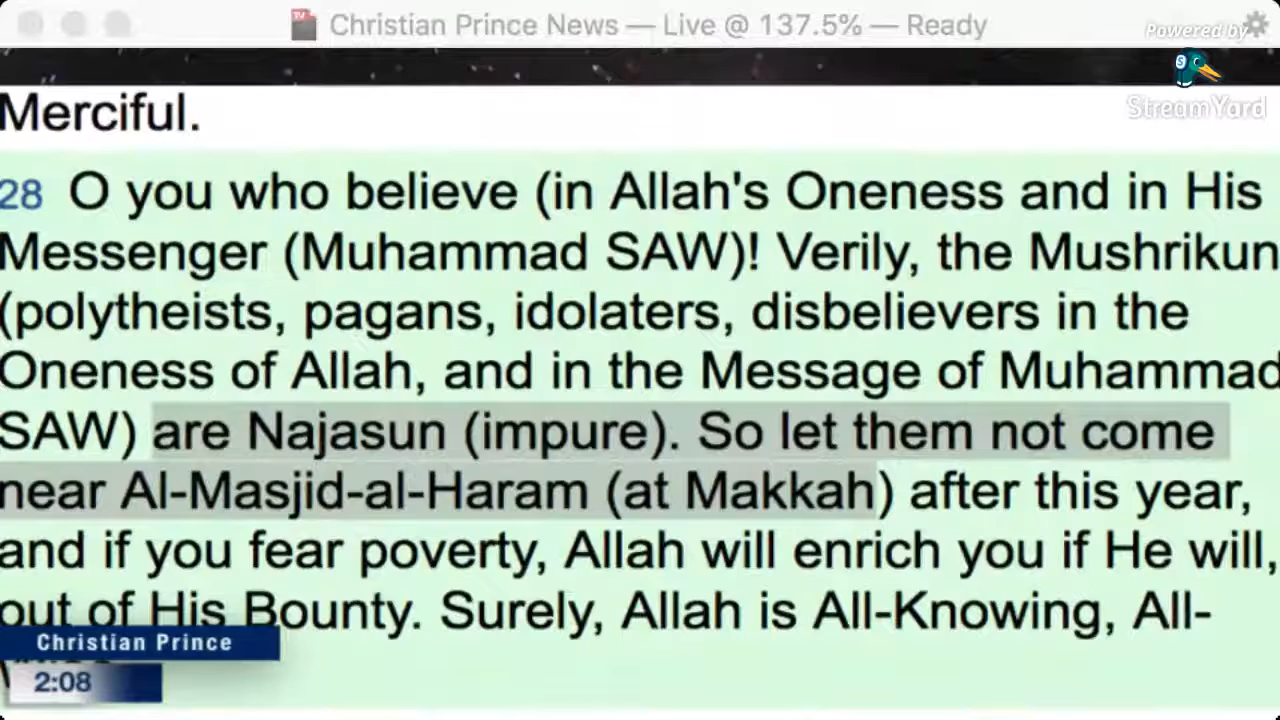 Christian Prince News — Live @ 137.5% — Ready
Powered by
StreamYard
Merciful.
28 O you who believe (in Allah's Oneness and in His
Messenger (Muhammad SAW)! Verily, the Mushrikun
(polytheists, pagans, idolaters, disbelievers in the
Oneness of Allah, and in the Message of Muhammad
SAW) are Najasun (impure). So let them not come
near Al-Masjid-al-Haram (at Makkah) after this year,
and if you fear poverty, Allah will enrich you if He will,
out of His Bounty. Surely, Allah is All-Knowing, All-
Christian Prince
2:08